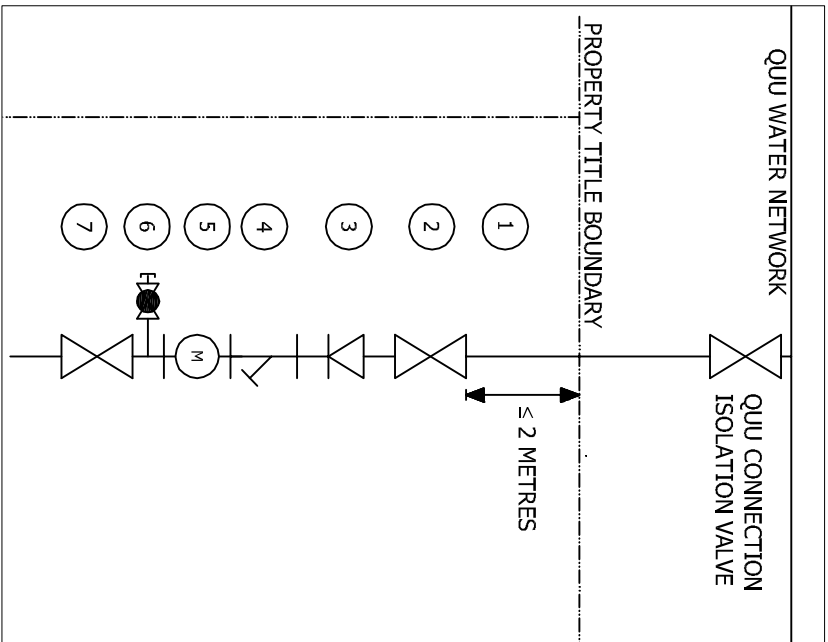 QUU WATER NETWORK
QUU CONNECTION
ISOLATION VALVE
PROPERTY TITLE BOUNDARY
≤ 2 METRES
1
2
3
4
5
6
7
M